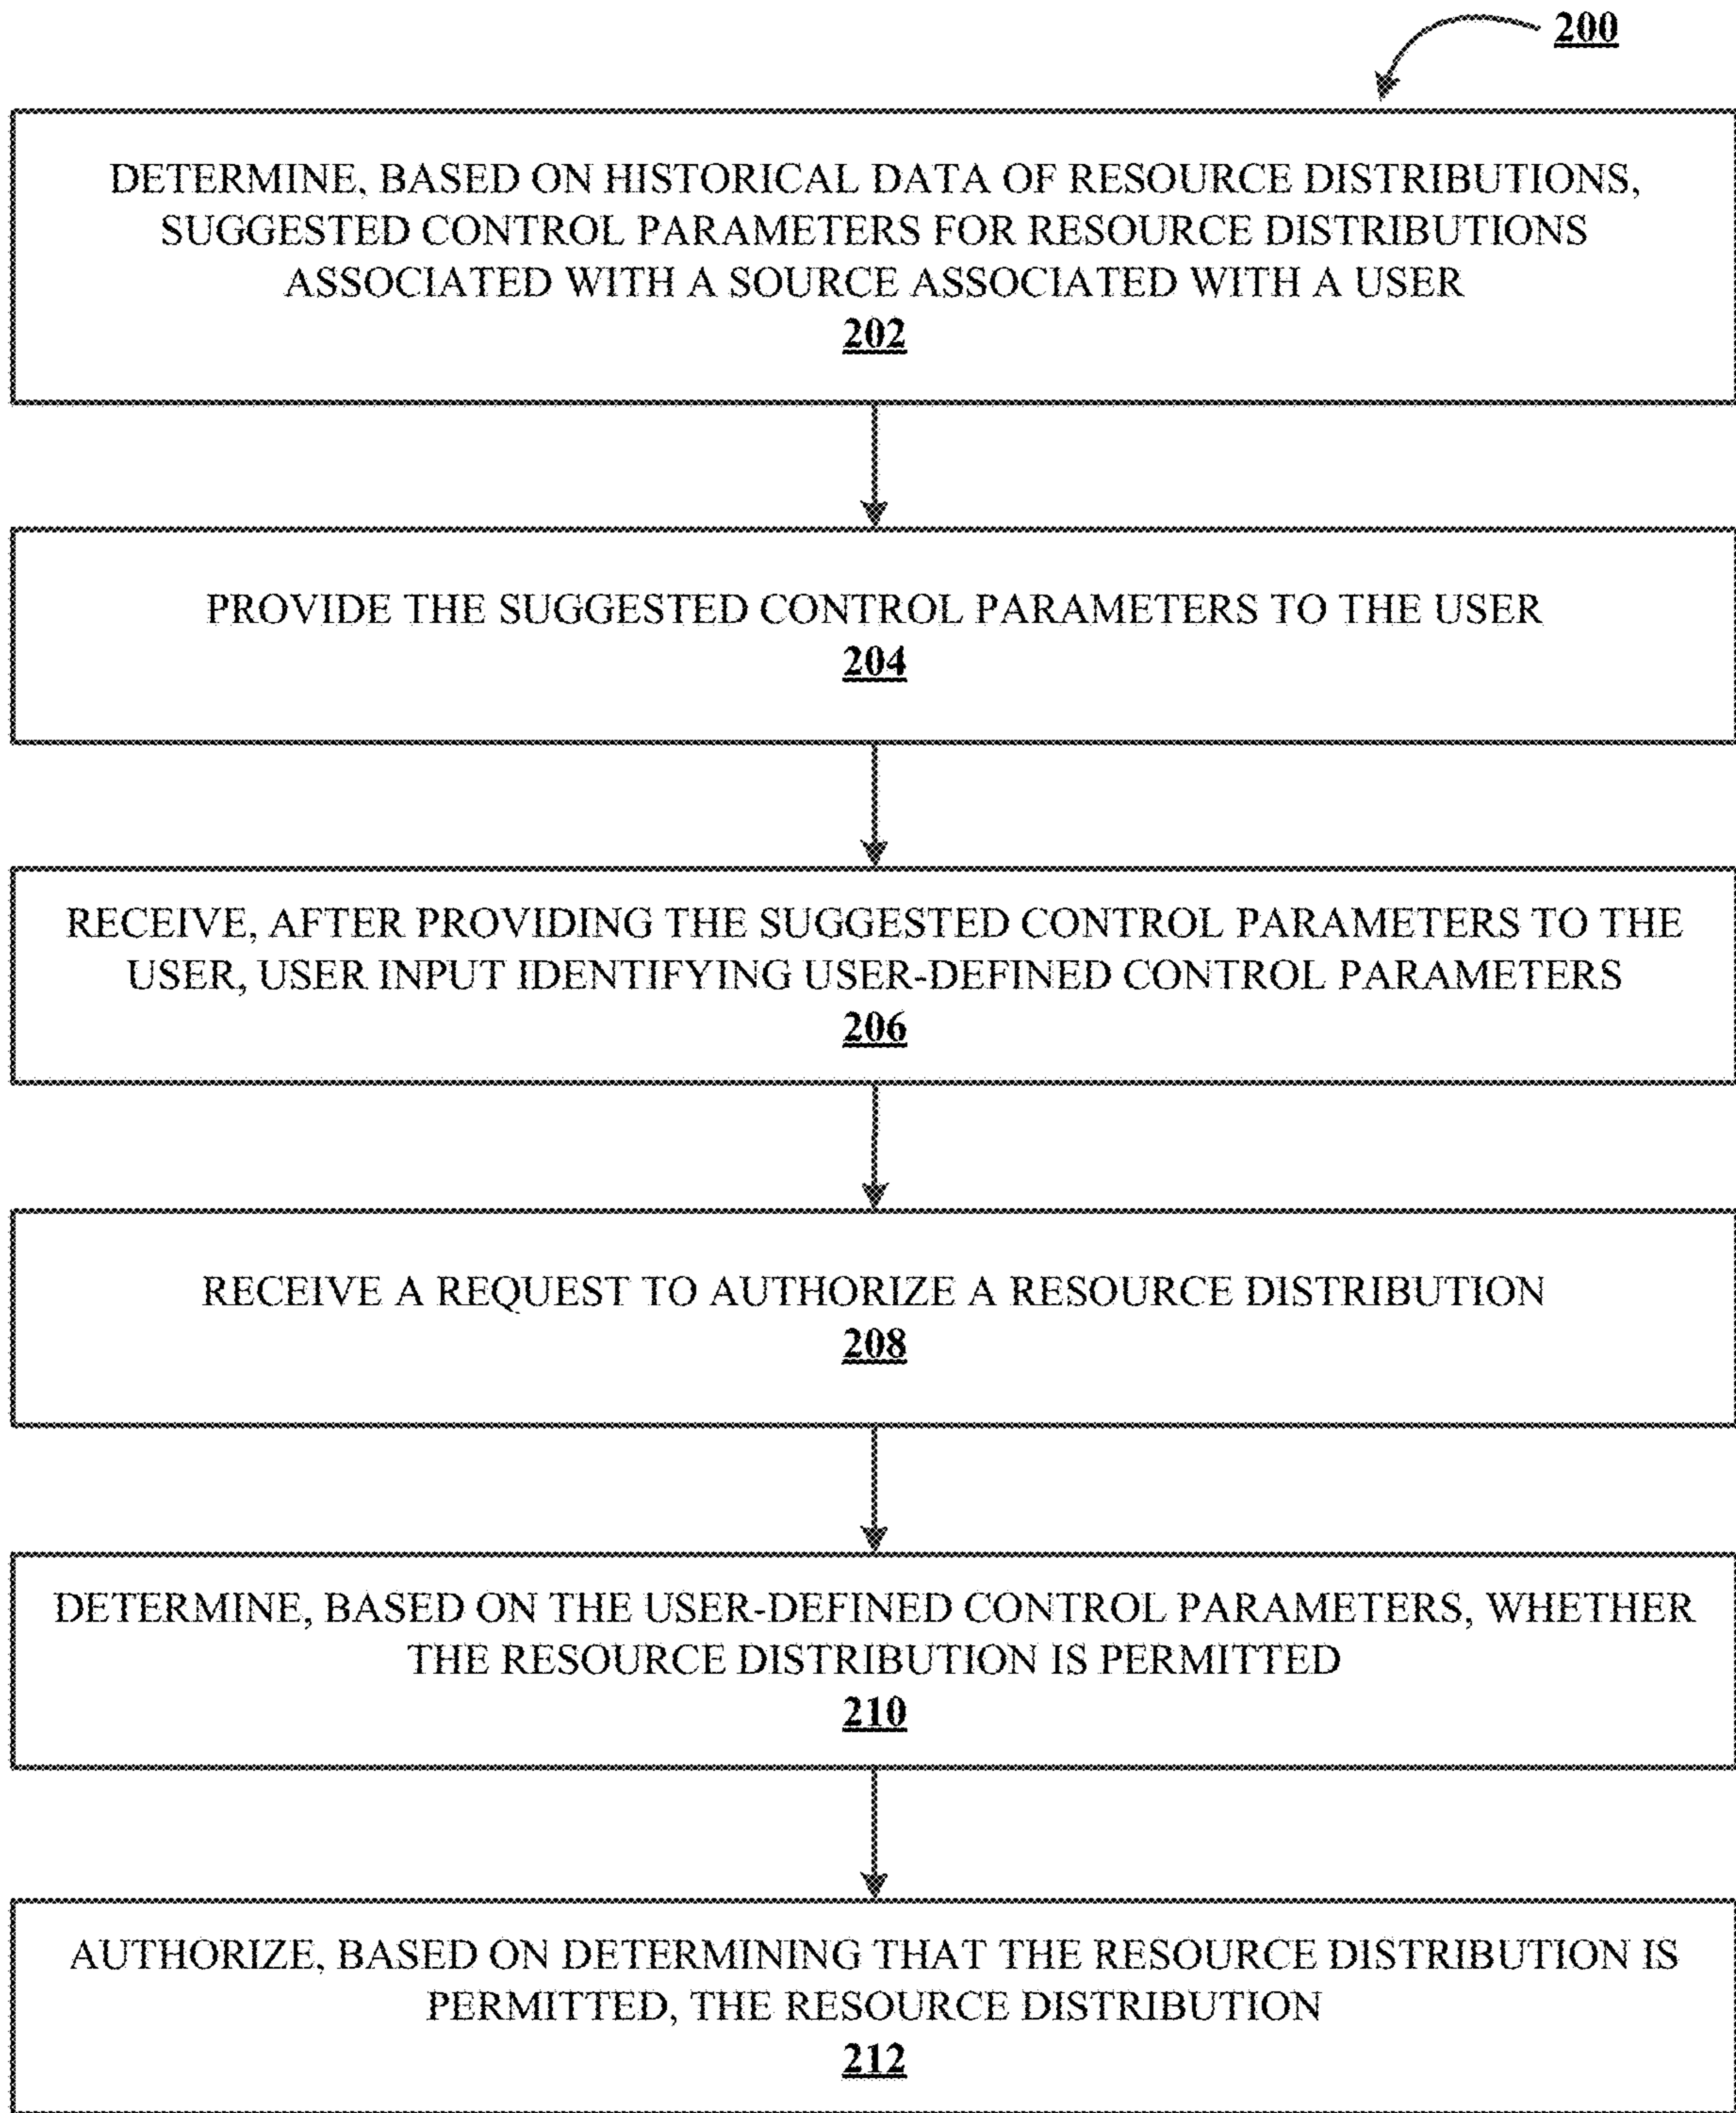 200
DETERMINE, BASED ON HISTORICAL DATA OF RESOURCE DISTRIBUTIONS,
SUGGESTED CONTROL PARAMETERS FOR RESOURCE DISTRIBUTIONS
ASSOCIATED WITH A SOURCE ASSOCIATED WITH A USER
202
PROVIDE THE SUGGESTED CONTROL PARAMETERS TO THE USER
204
RECEIVE, AFTER PROVIDING THE SUGGESTED CONTROL PARAMETERS TO THE
USER, USER INPUT IDENTIFYING USER-DEFINED CONTROL PARAMETERS
206
RECEIVE A REQUEST TO AUTHORIZE A RESOURCE DISTRIBUTION
208
DETERMINE, BASED ON THE USER-DEFINED CONTROL PARAMETERS, WHETHER
THE RESOURCE DISTRIBUTION IS PERMITTED
210
AUTHORIZE, BASED ON DETERMINING THAT THE RESOURCE DISTRIBUTION IS
PERMITTED, THE RESOURCE DISTRIBUTION
212